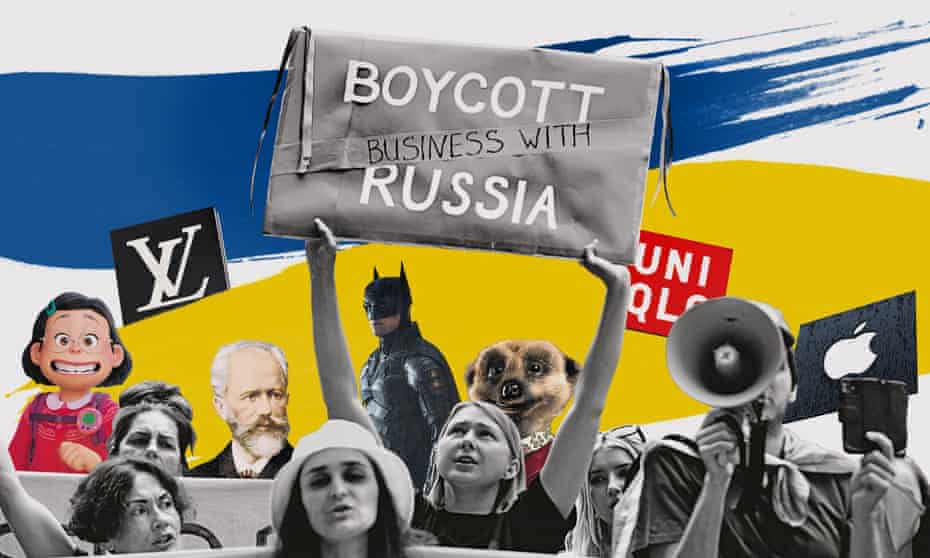 BOYCOTT
BUSINESS WITH
RUSSIA
LV
UNI
QLO